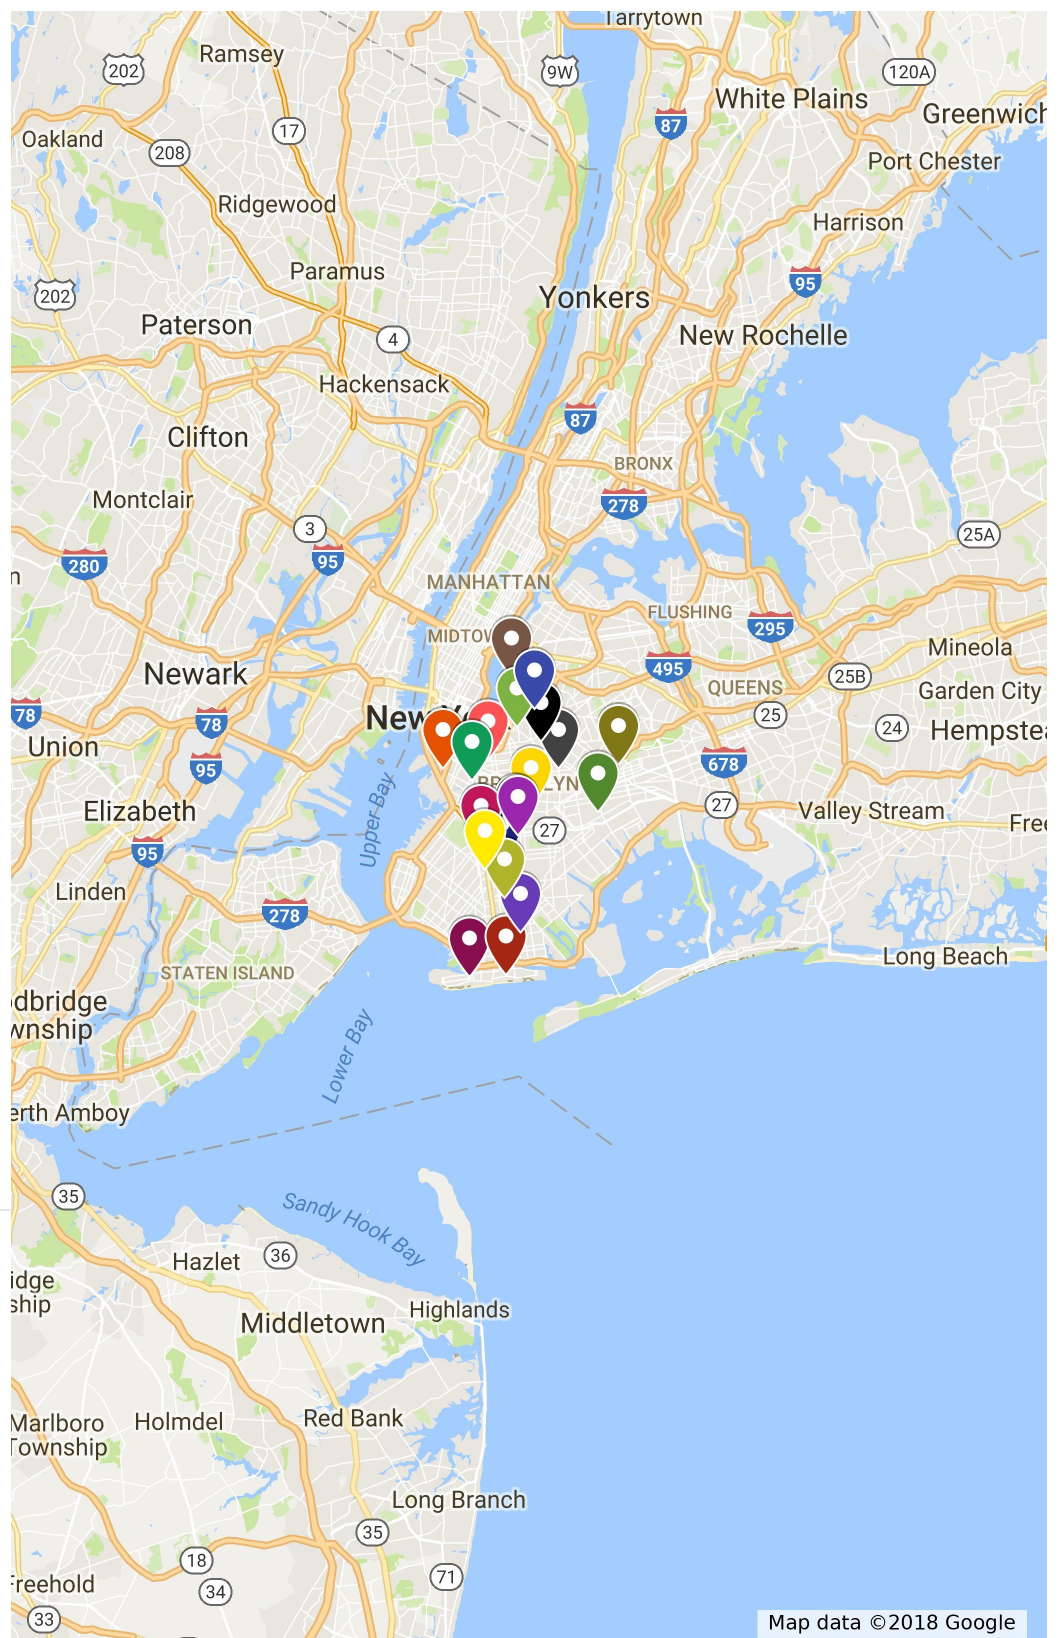 Tarrytown
Ramsey
202
9W
120A
White Plains
87
Greenwich
17
Oakland
208
Port Chester
Ridgewood
Harrison
Paramus
95
202
Yonkers
Paterson
4
New Rochelle
Hackensack
87
Clifton
BRONX
Montclair
278
3
25A
95
280
n
MANHATTAN
FLUSHING
295
MIDTOW
Mineola
495
Newark
25B
QUEENS
Garden City
78
New Yo
25
78
24
Hempstea
Union
678
95
BR LYN
27
Valley Stream
Elizabeth
Upper Bay
27
Free
95
Linden
278
Long Beach
STATEN ISLAND
odbridge
wnship
Lower Bay
erth Amboy
35
Sandy Hook Bay
Hazlet
36
idge
ship
Highlands
Middletown
Marlboro
Township
Holmdel
Red Bank
Long Branch
35
18
71
Freehold
34
33
Map data ©2018 Google